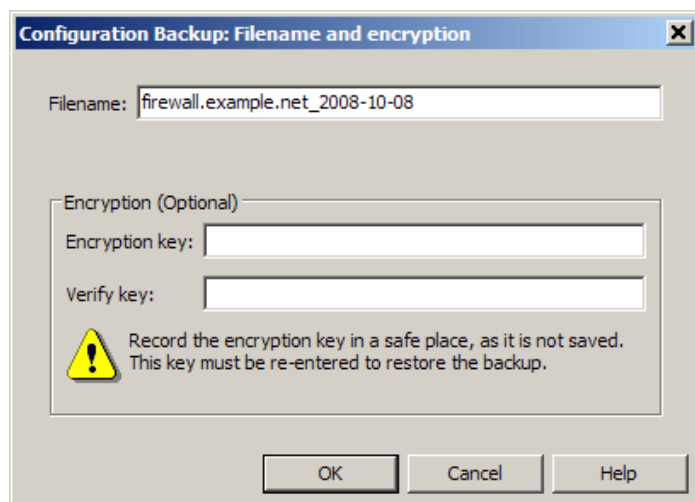 Configuration Backup: Filename and encryption
Filename: firewall.example.net_2008-10-08
Encryption (Optional)
Encryption key:
Verify key:
Record the encryption key in a safe place, as it is not saved.
This key must be re-entered to restore the backup.
OK Cancel Help